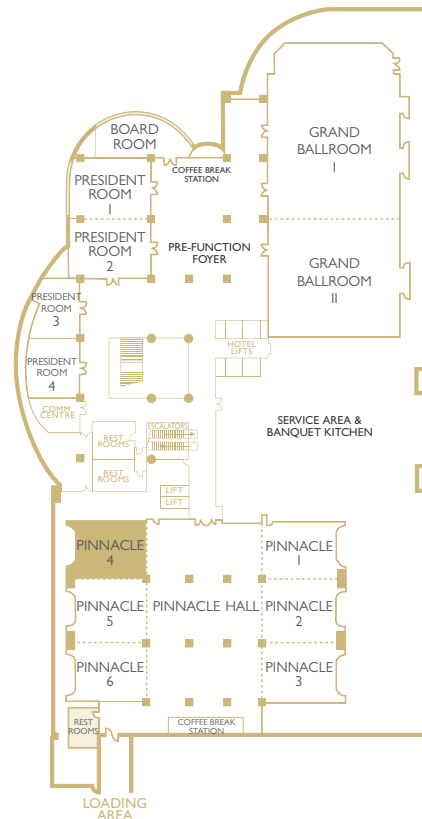 BOARD
ROOM
COFFEE BREAK
STATION
GRAND
BALLROOM
I
PRESIDENT
ROOM
1
PRESIDENT
ROOM
2
PRE-FUNCTION
FOYER
GRAND
BALLROOM
II
PRESIDENT
ROOM
3
HOTEL
LIFTS
PRESIDENT
ROOM
4
COMM.
CENTRE
SERVICE AREA &
BANQUET KITCHEN
ESCALATORS
REST
ROOMS
REST
ROOMS
LIFT
LIFT
PINNACLE
4
PINNACLE
1
PINNACLE
5
PINNACLE HALL
PINNACLE
2
PINNACLE
6
PINNACLE
3
REST
ROOMS
COFFEE BREAK
STATION
LOADING
AREA